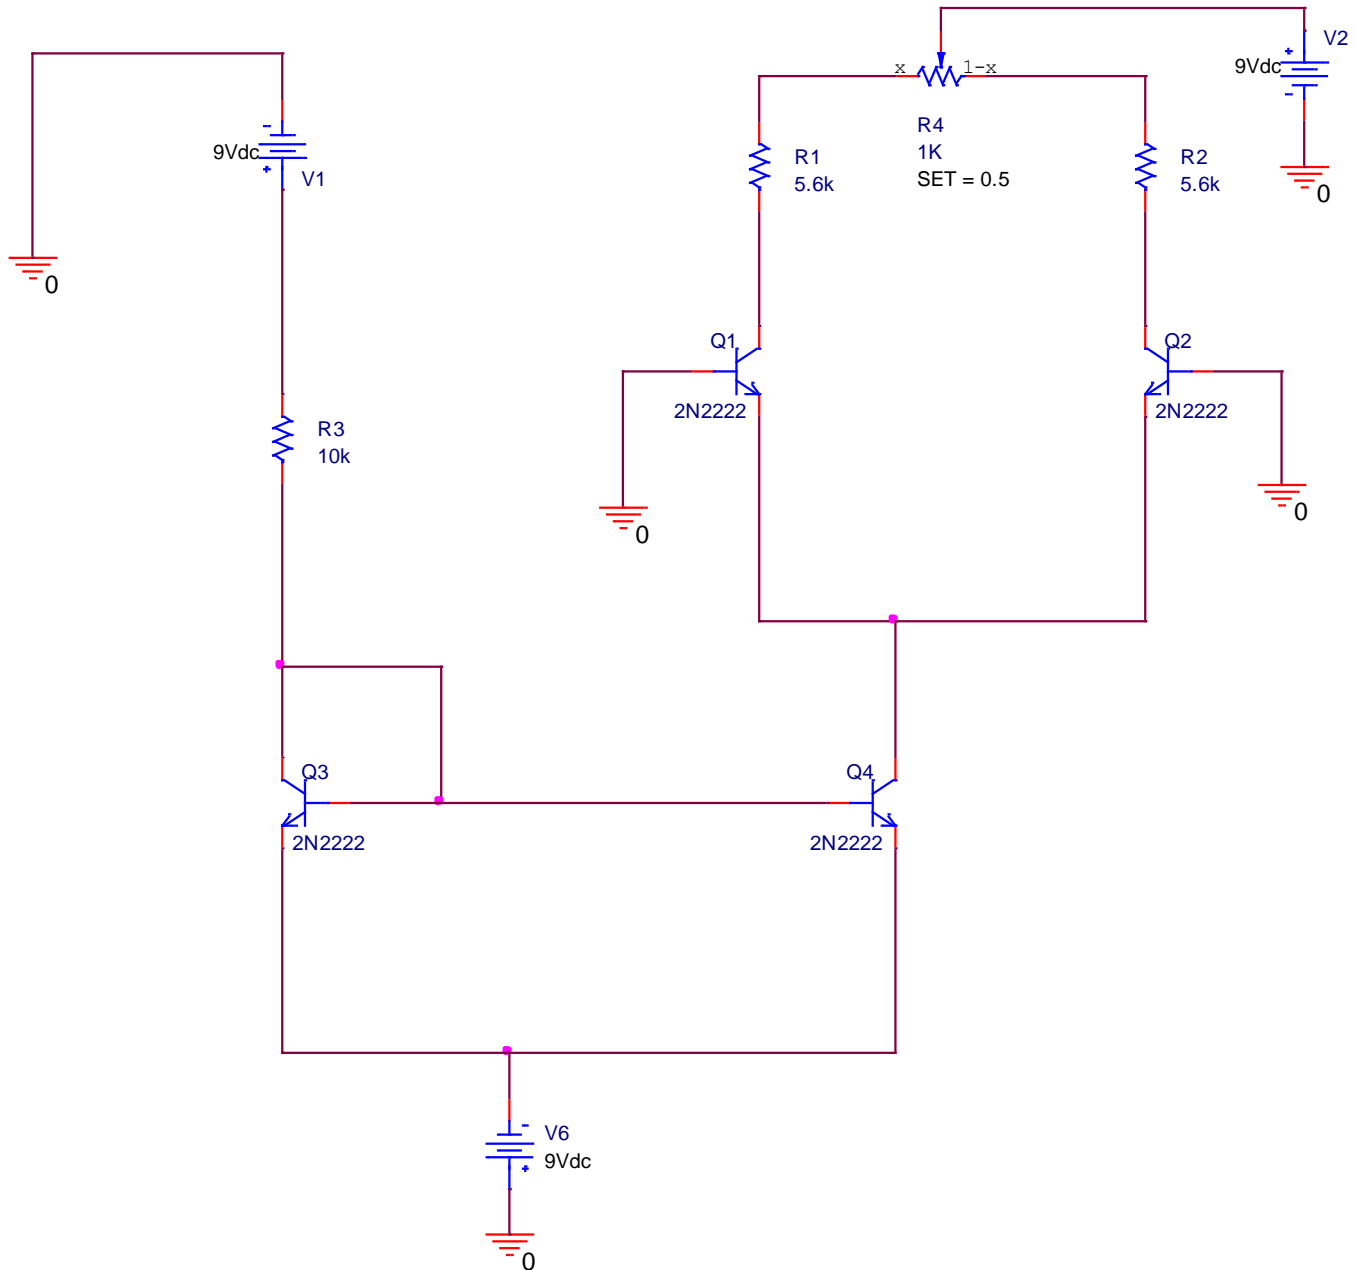 V2
9Vdc
+
-
0
x
1-x
R4
1K
SET = 0.5
R1
5.6k
R2
5.6k
-
9Vdc
+
V1
0
Q1
2N2222
Q2
2N2222
R3
10k
0
0
Q3
2N2222
Q4
2N2222
-
V6
9Vdc
+
0